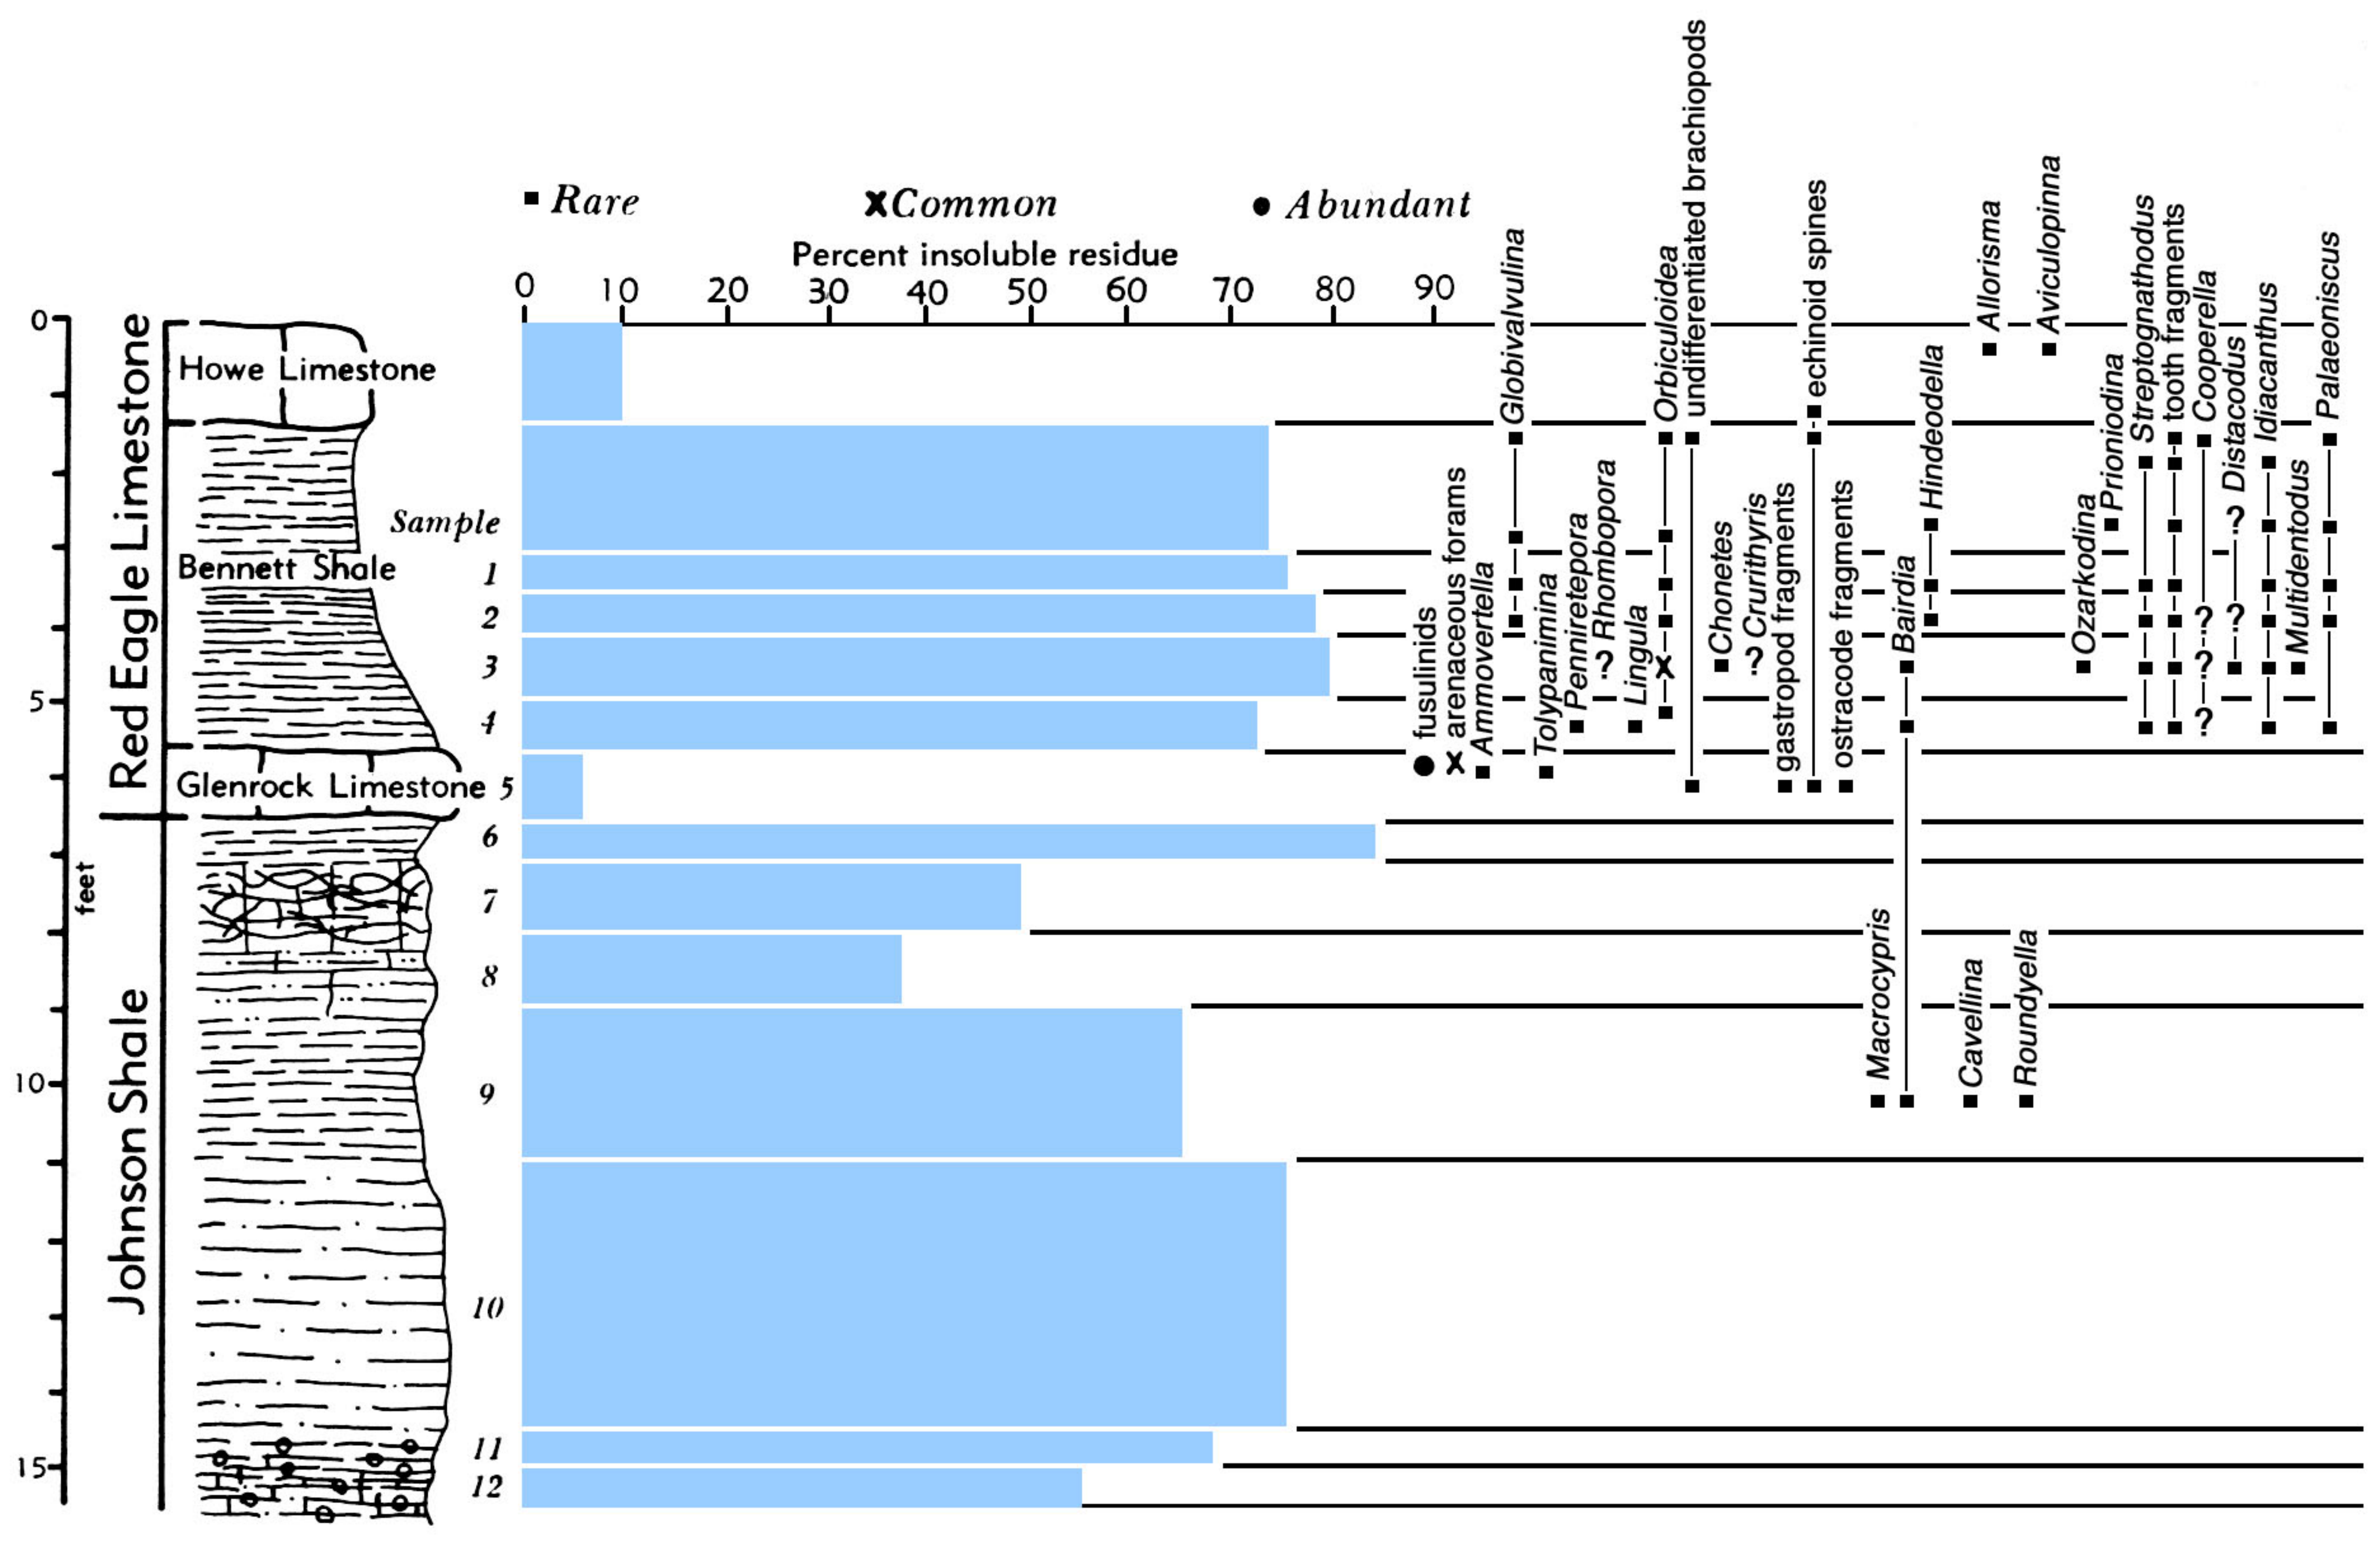 ▪ Rare
xCommon
● Abundant
Percent insoluble residue
0 10 20 30 40 50 60 70 80 90
0
5
10
15
feet
Red Eagle Limestone
Johnson Shale
Howe Limestone
Bennett Shale
Glenrock Limestone
Sample
1
2
3
4
5
6
7
8
9
10
11
12
fusulinids
arenaceous forams
Ammovertella
Globivalvulina
Tolypanimina
Penniretepora
? Rhombopora
Lingula
Orbiculoidea
undifferentiated brachiopods
Chonetes
? Crurithyris
gastropod fragments
echinoid spines
ostracode fragments
Macrocypris
Bairdia
Hindeodella
Cavellina
Allorisma
Roundyella
Aviculopinna
Ozarkodina
Prioniodina
Streptognathodus
tooth fragments
Cooperella
?
?
?
Distacodus
?
?
Idiacanthus
Multidentodus
Palaeoniscus